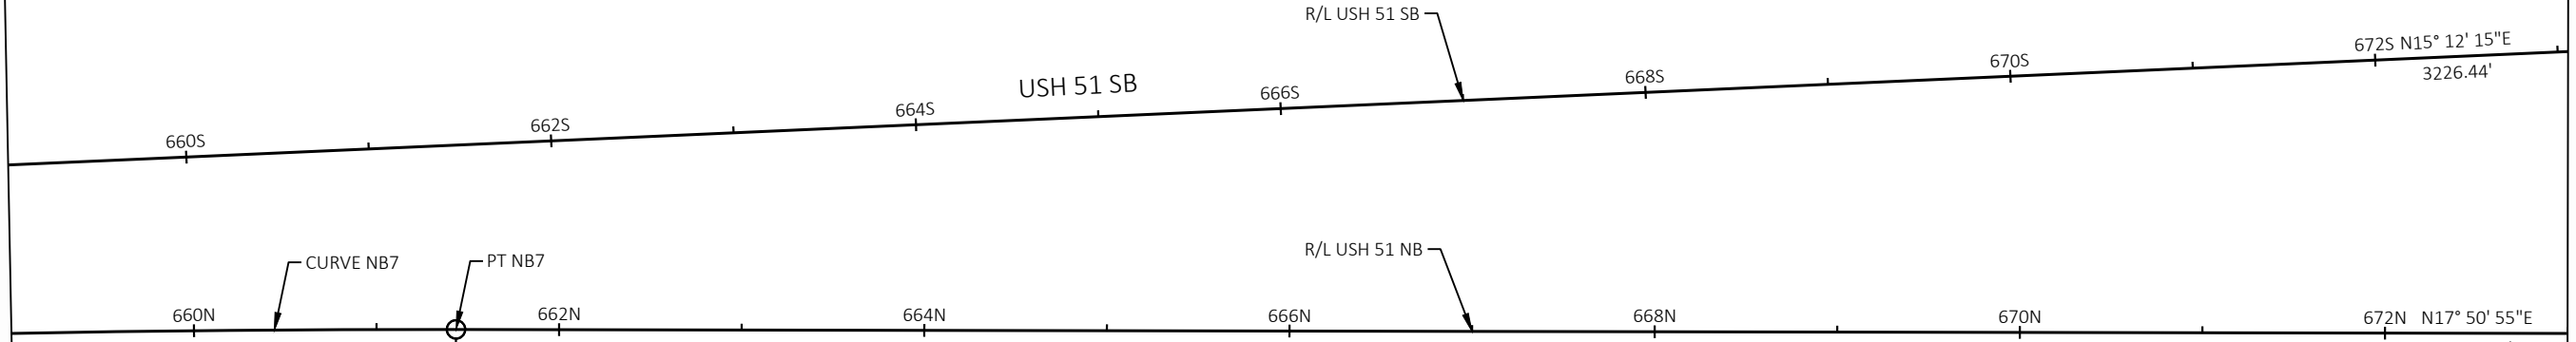 R/L USH 51 SB
672S N15° 12' 15"E
3226.44'
670S
668S
666S
USH 51 SB
664S
662S
660S
R/L USH 51 NB
CURVE NB7
PT NB7
660N
662N
664N
666N
668N
670N
672N N17° 50' 55"E